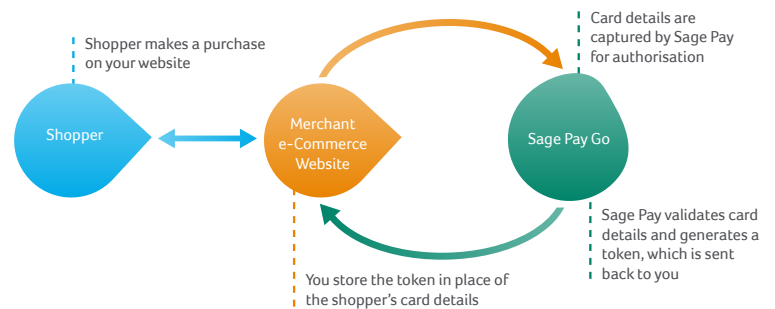 Shopper makes a purchase
on your website
Card details are
captured by Sage Pay
for authorisation
Shopper
Merchant
e-Commerce
Website
Sage Pay Go
You store the token in place of
the shopper's card details
Sage Pay validates card
details and generates a
token, which is sent
back to you